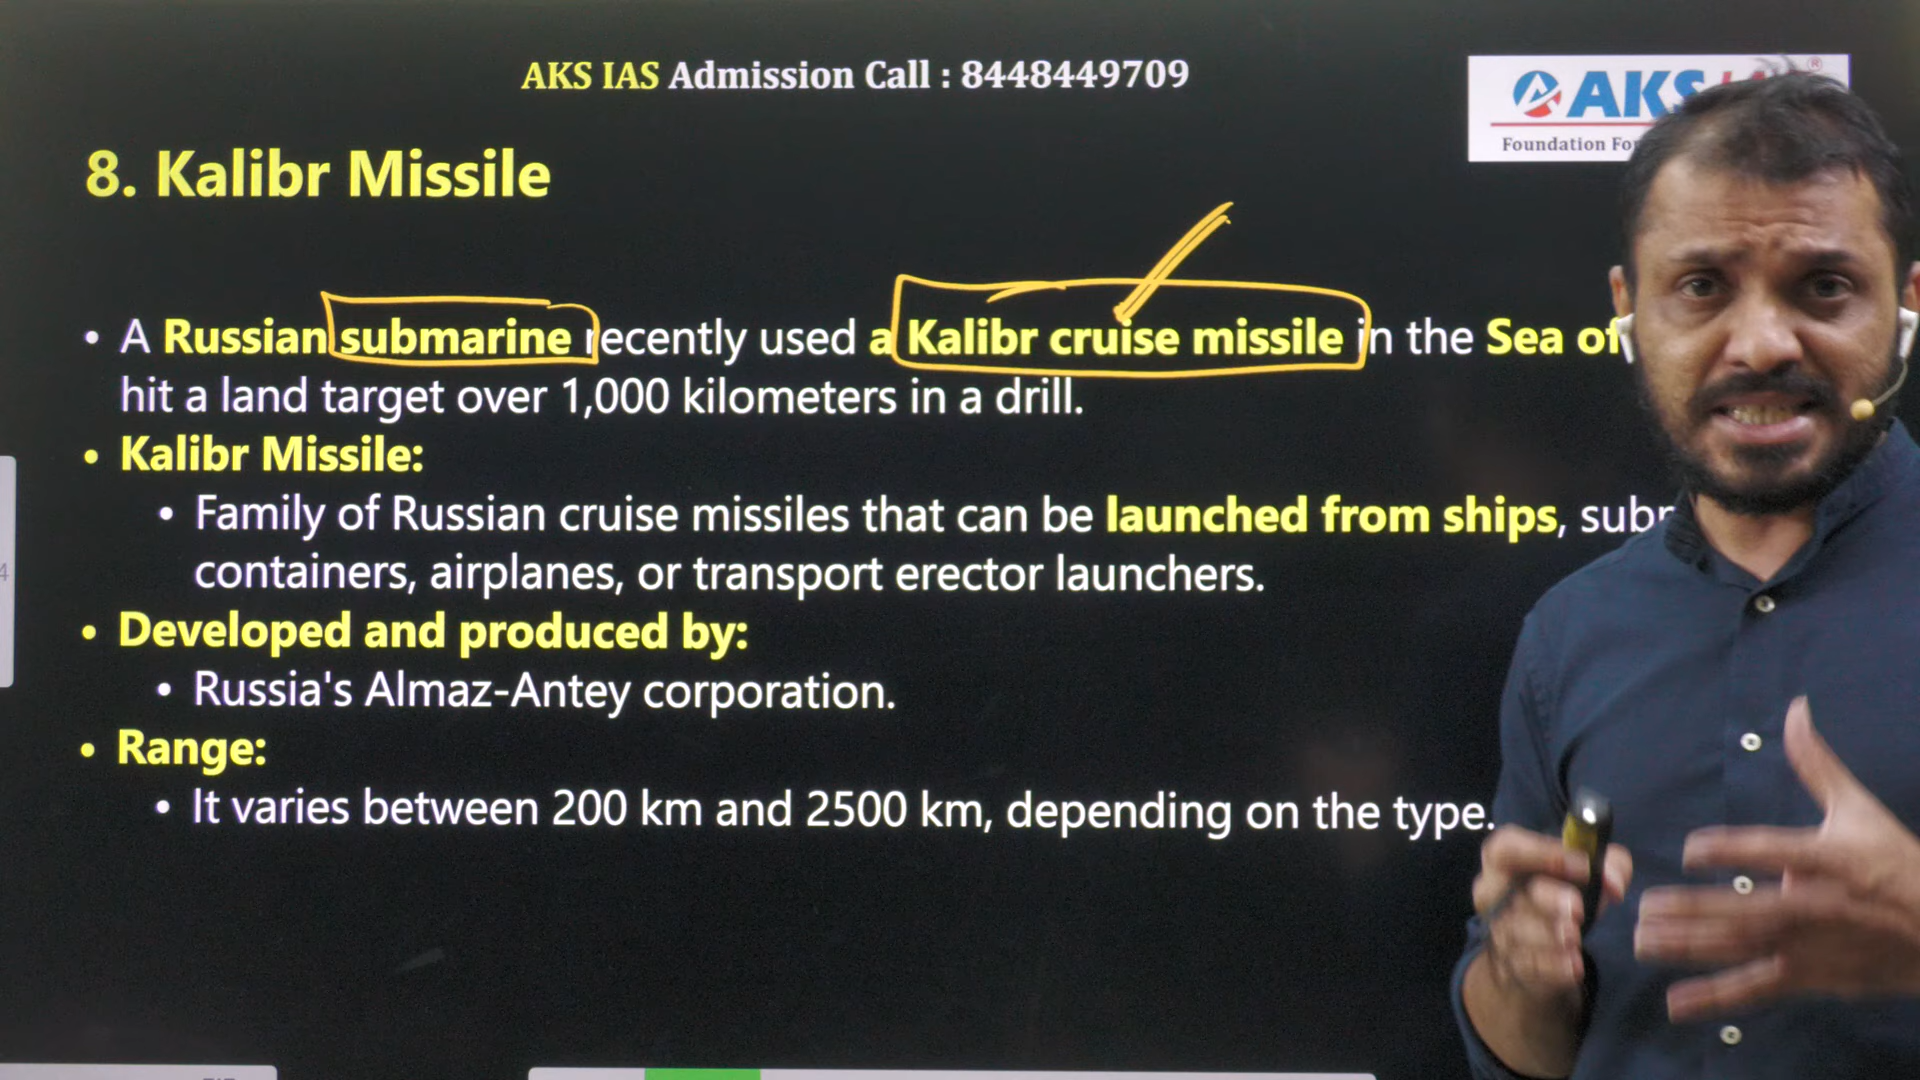 AKS IAS Admission Call : 8448449709
AKS
®
Foundation For
8. Kalibr Missile
• A Russian submarine recently used a Kalibr cruise missile in the Sea of
hit a land target over 1,000 kilometers in a drill.
• Kalibr Missile:
• Family of Russian cruise missiles that can be launched from ships,
containers, airplanes, or transport erector launchers.
• Developed and produced by:
• Russia's Almaz-Antey corporation.
• Range:
• It varies between 200 km and 2500 km, depending on the type.